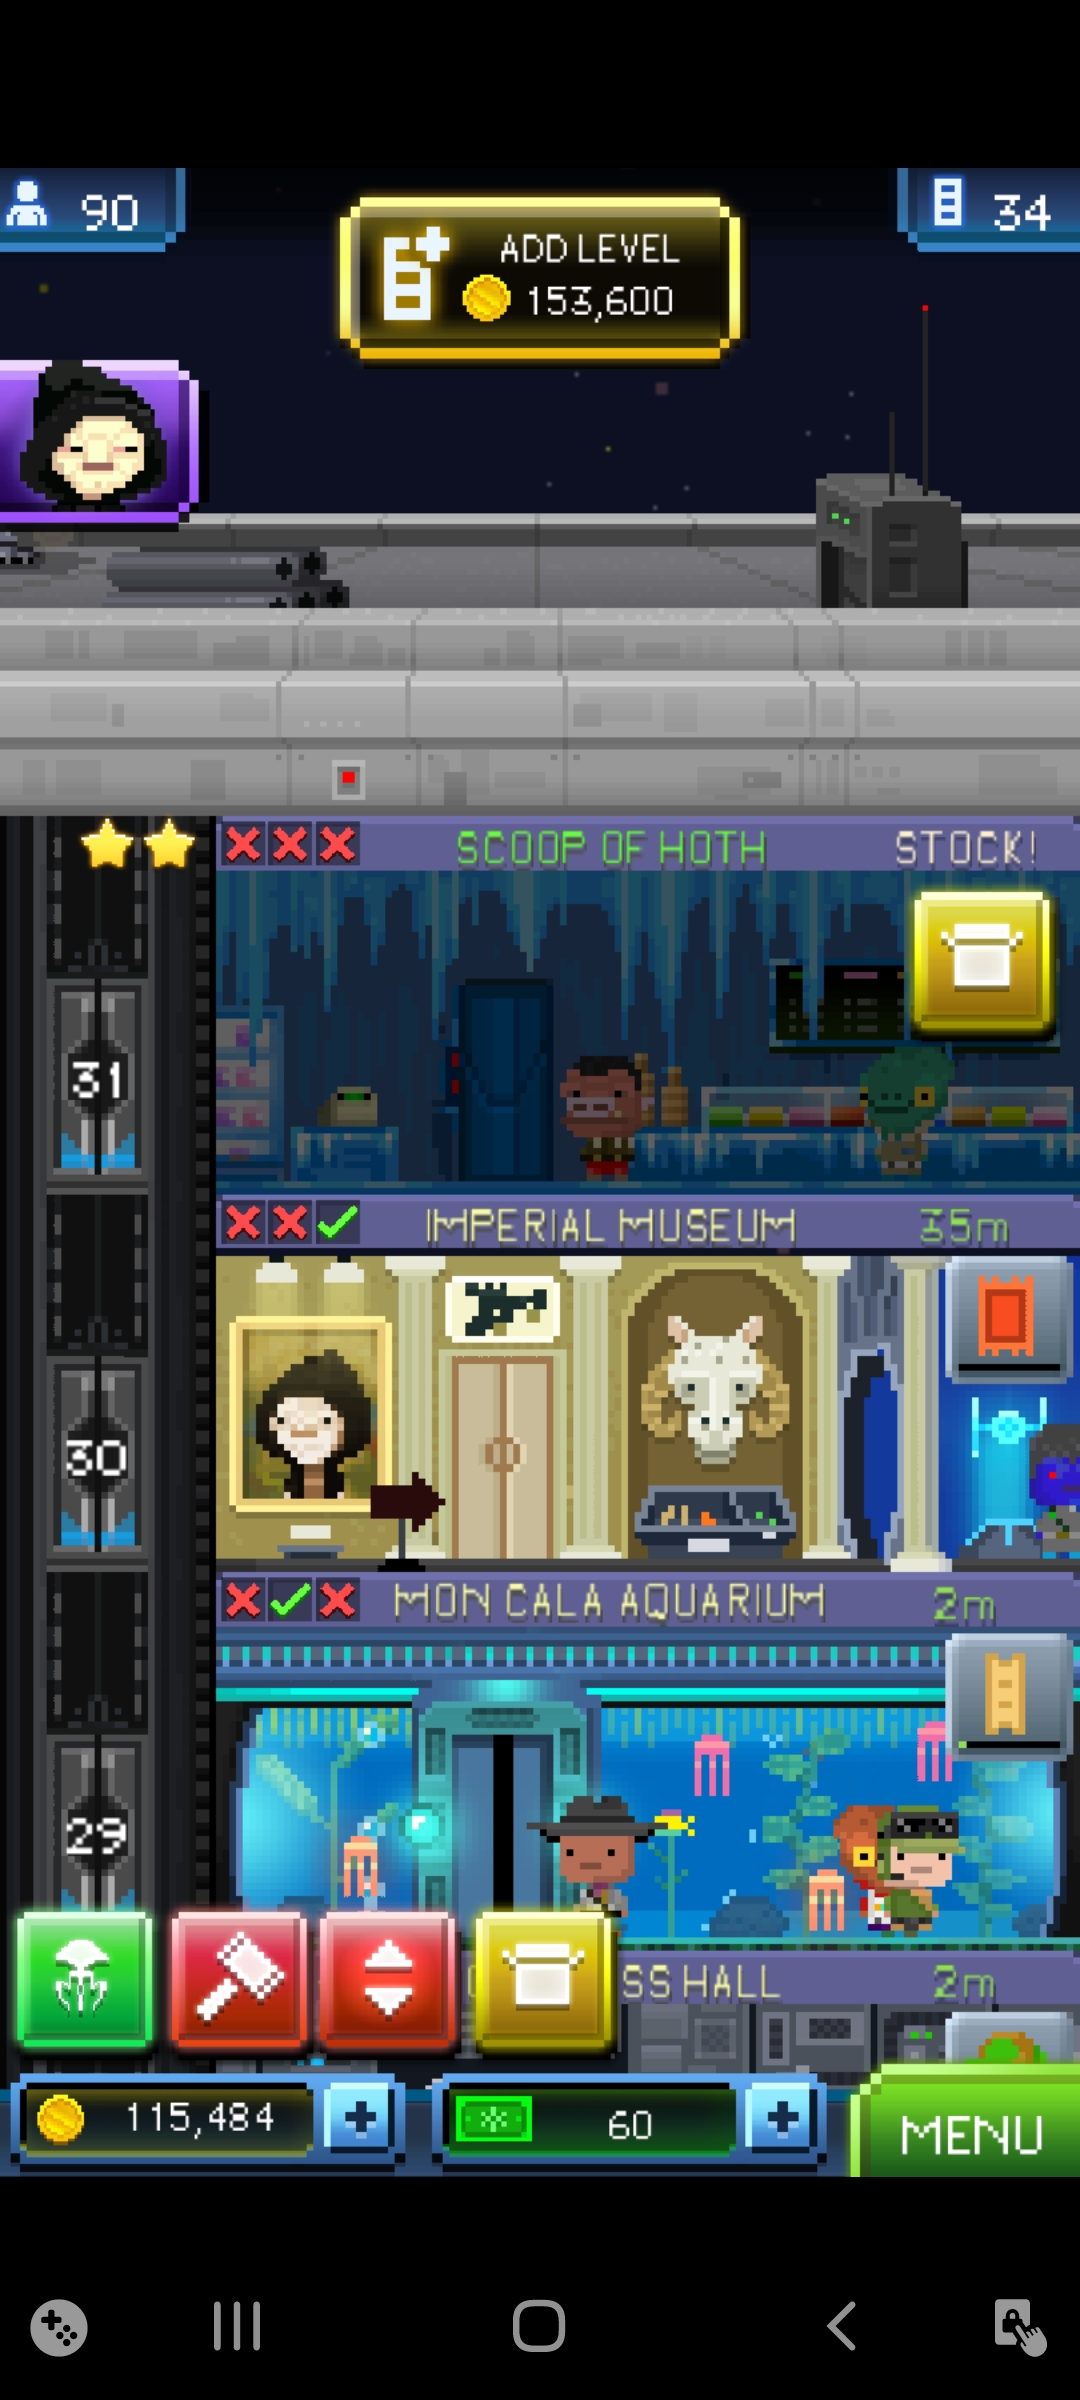 90
ADD LEVEL
153,600
34
SCOOP OF HOTH STOCK!
31
IMPERIAL MUSEUM 35m
30
MON CALA AQUARIUM 2m
29
SS HALL 2m
115,484
60
MENU